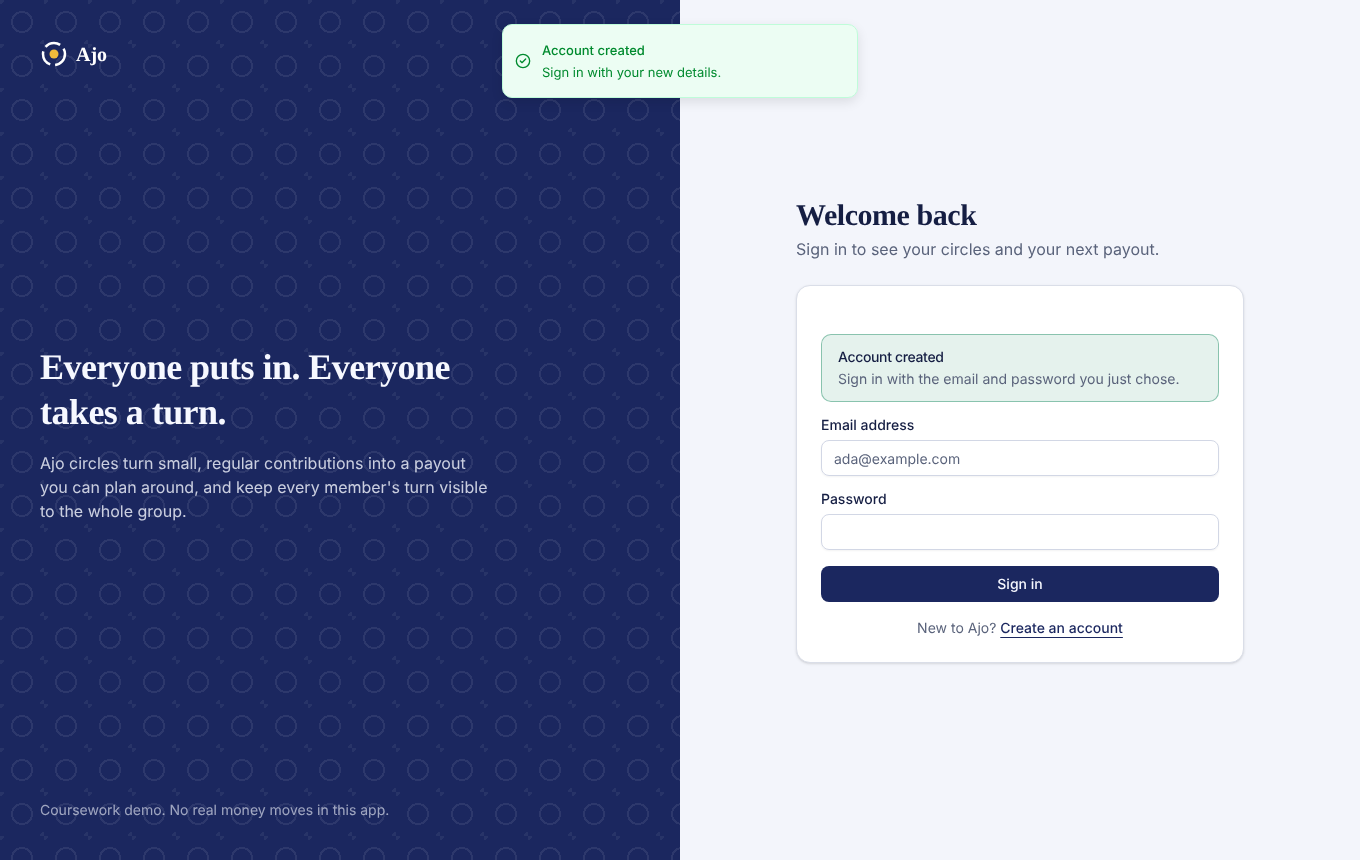 Ajo
Account created
Sign in with your new details.
Everyone puts in. Everyone
takes a turn.
Ajo circles turn small, regular contributions into a payout
you can plan around, and keep every member's turn visible
to the whole group.
Coursework demo. No real money moves in this app.
Welcome back
Sign in to see your circles and your next payout.
Account created
Sign in with the email and password you just chose.
Email address
ada@example.com
Password
Sign in
New to Ajo? Create an account